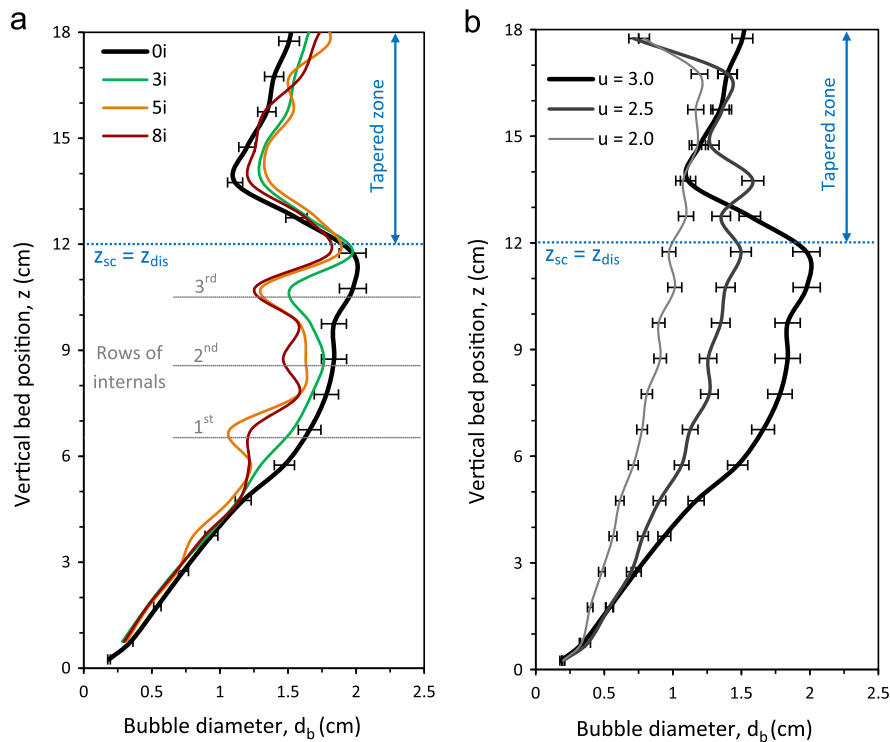 a
18
15
12
9
6
3
0
Vertical bed position, z (cm)
0i
3i
5i
8i
Tapered zone
z_sc = z_dis
3rd
Rows of
internals
2nd
1st
0 0.5 1 1.5 2 2.5
Bubble diameter, d_b (cm)
b
18
15
12
9
6
3
0
Vertical bed position, z (cm)
u = 3.0
u = 2.5
u = 2.0
Tapered zone
z_sc = z_dis
0 0.5 1 1.5 2 2.5
Bubble diameter, d_b (cm)